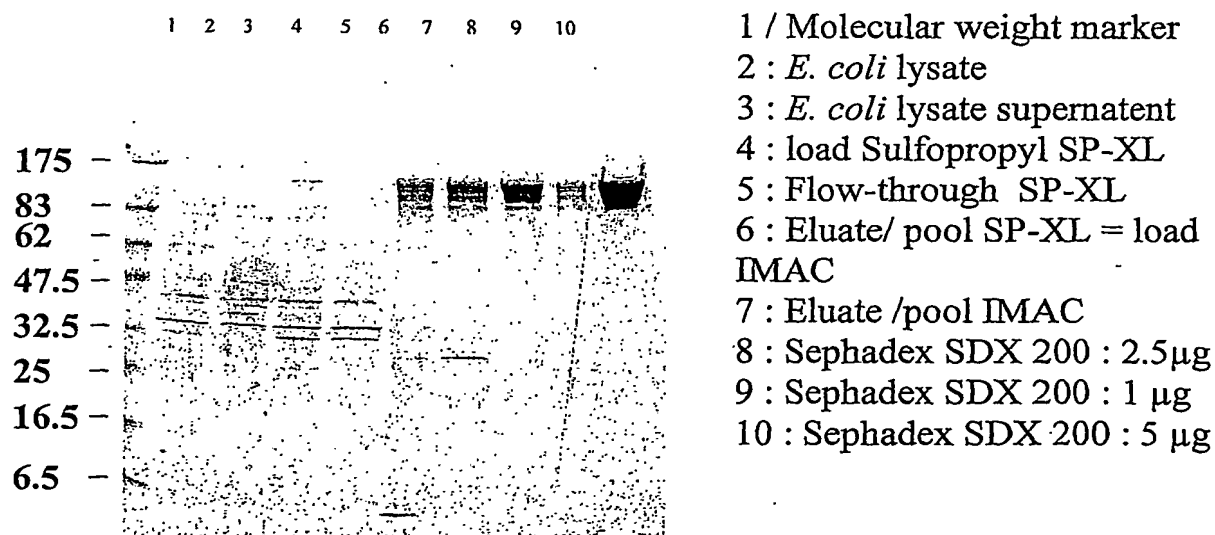 1 2 3 4 5 6 7 8 9 10
175
83
62
47.5
32.5
25
16.5
6.5
1 / Molecular weight marker
2 : E. coli lysate
3 : E. coli lysate supernatent
4 : load Sulfopropyl SP-XL
5 : Flow-through SP-XL
6 : Eluate/ pool SP-XL = load
IMAC
7 : Eluate /pool IMAC
8 : Sephadex SDX 200 : 2.5µg
9 : Sephadex SDX 200 : 1 µg
10 : Sephadex SDX 200 : 5 µg